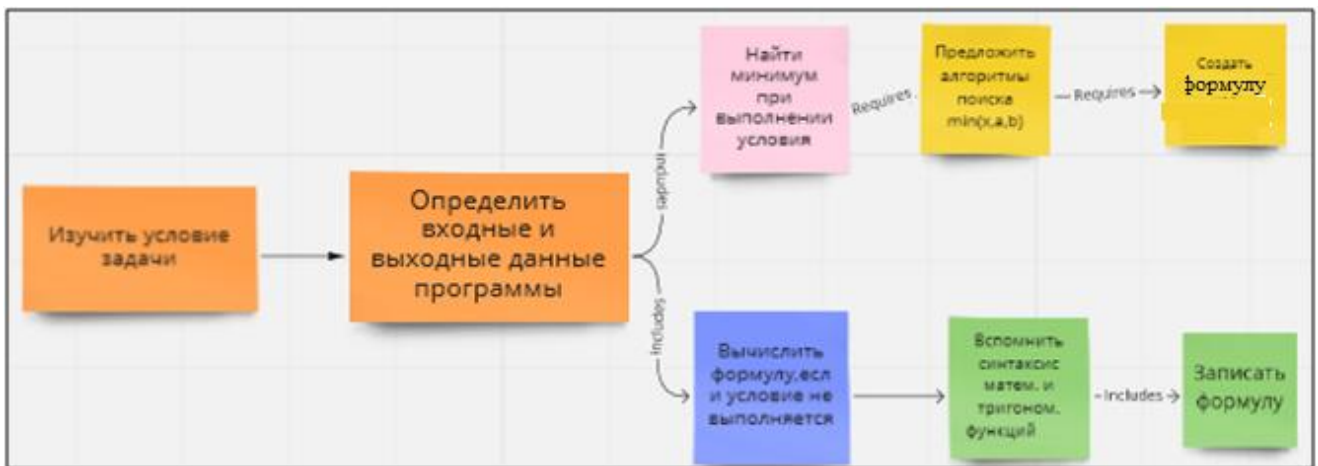 Изучить условие
задачи
Определить
входные и
выходные данные
программы
includes
Найти
минимум
при
выполнении
условия
Requires
Предложить
алгоритмы
поиска
min(x,a,b)
Requires
Создать
формулу
Includes
Вычислить
формулу,есл
и условие не
выполняется
Вспомнить
синтаксис
матем. и
тригоном.
функций
Includes
Записать
формулу